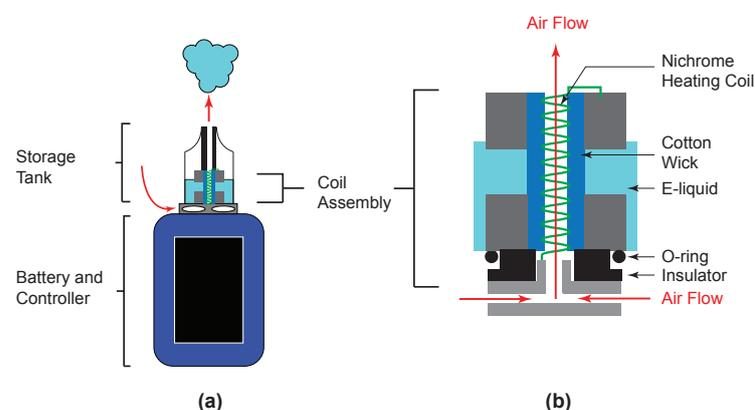 Storage
Tank
Battery and
Controller
Coil
Assembly
(a)
Air Flow
Nichrome
Heating Coil
Cotton
Wick
E-liquid
O-ring
Insulator
Air Flow
(b)